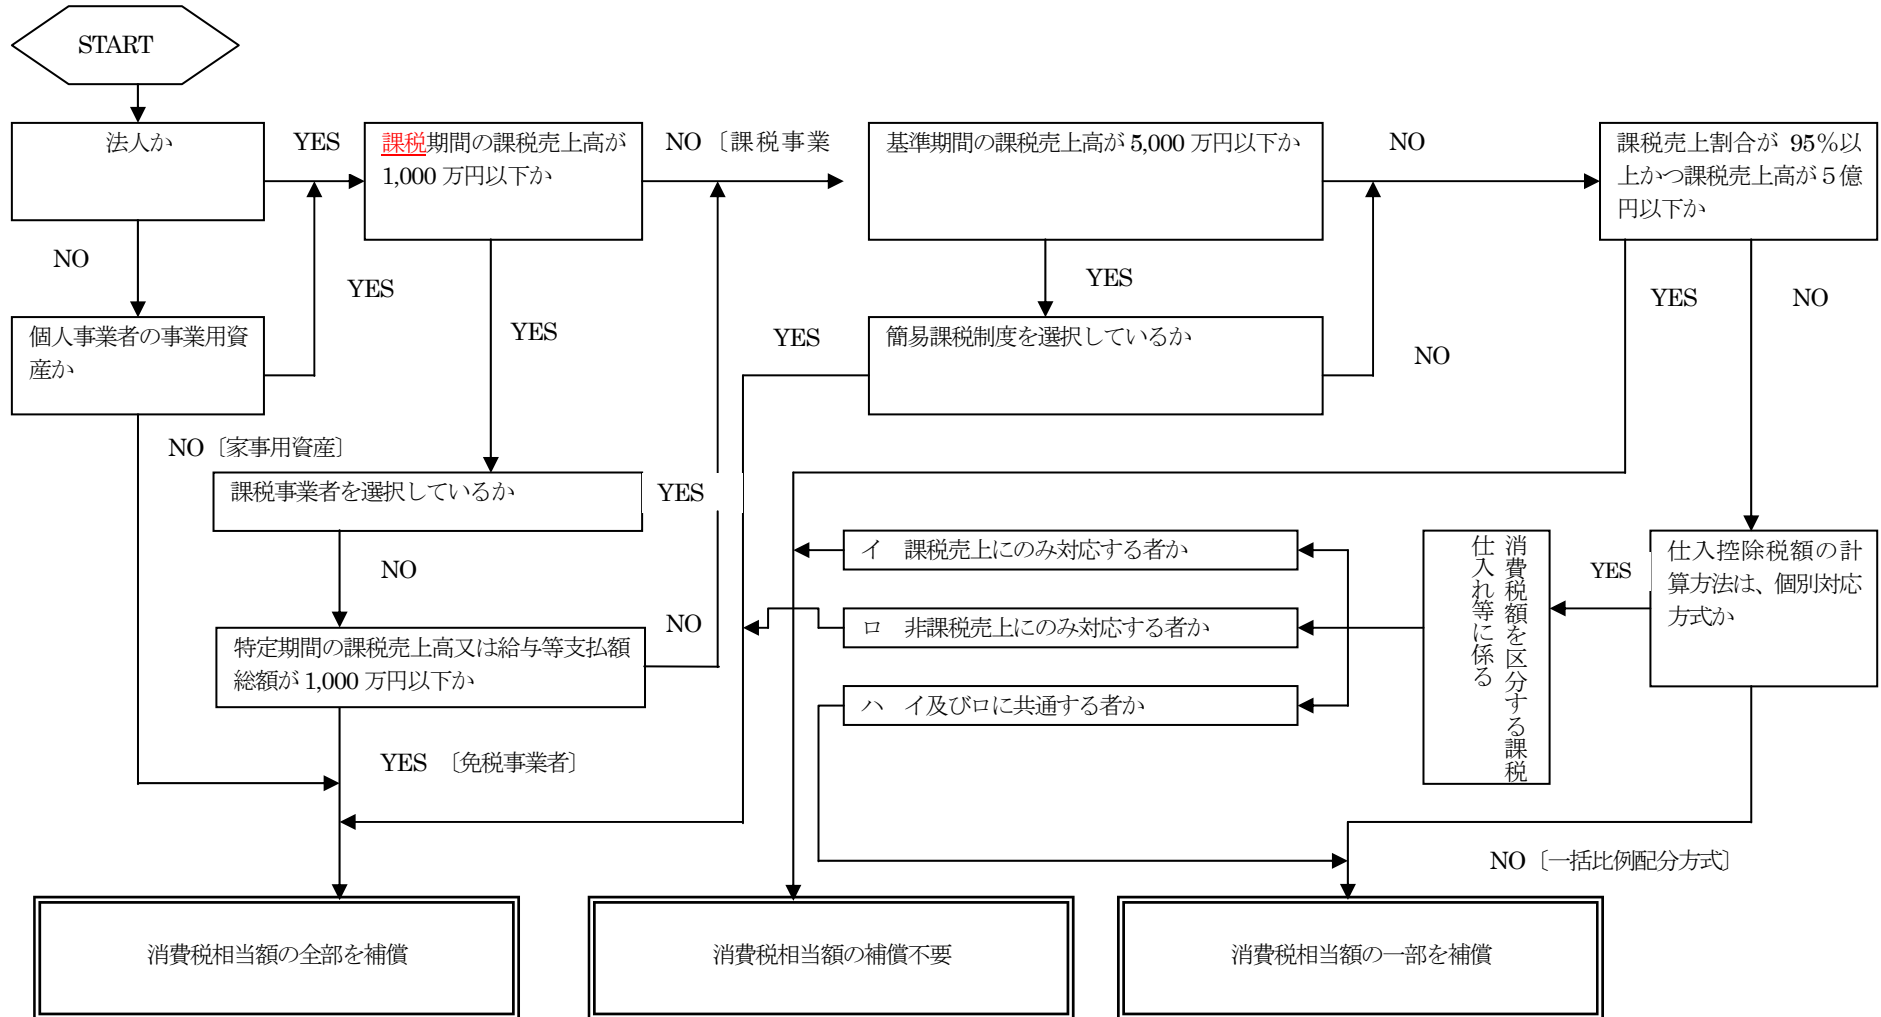 START
法人か
YES
課税期間の課税売上高が
1,000 万円以下か
NO〔課税事業
基準期間の課税売上高が 5,000 万円以下か
NO
課税売上割合が 95%以
上かつ課税売上高が５億
円以下か
NO
YES
YES
YES
YES
NO
個人事業者の事業用資
産か
YES
簡易課税制度を選択しているか
NO
NO〔家事用資産〕
課税事業者を選択しているか
YES
NO
イ 課税売上にのみ対応する者か
ロ 非課税売上にのみ対応する者か
ハ イ及びロに共通する者か
消費税額を区分する課税
仕入れ等に係る
YES
仕入控除税額の計
算方法は、個別対応
方式か
特定期間の課税売上高又は給与等支払額
総額が 1,000 万円以下か
NO
YES 〔免税事業者〕
NO〔一括比例配分方式〕
消費税相当額の全部を補償
消費税相当額の補償不要
消費税相当額の一部を補償